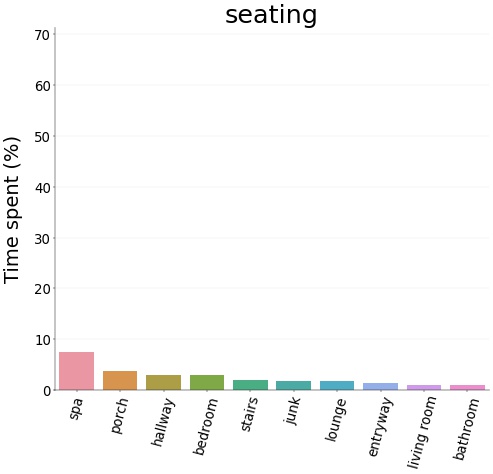 seating
Time spent (%)
70
60
50
40
30
20
10
0
spa
porch
hallway
bedroom
stairs
junk
lounge
entryway
living room
bathroom